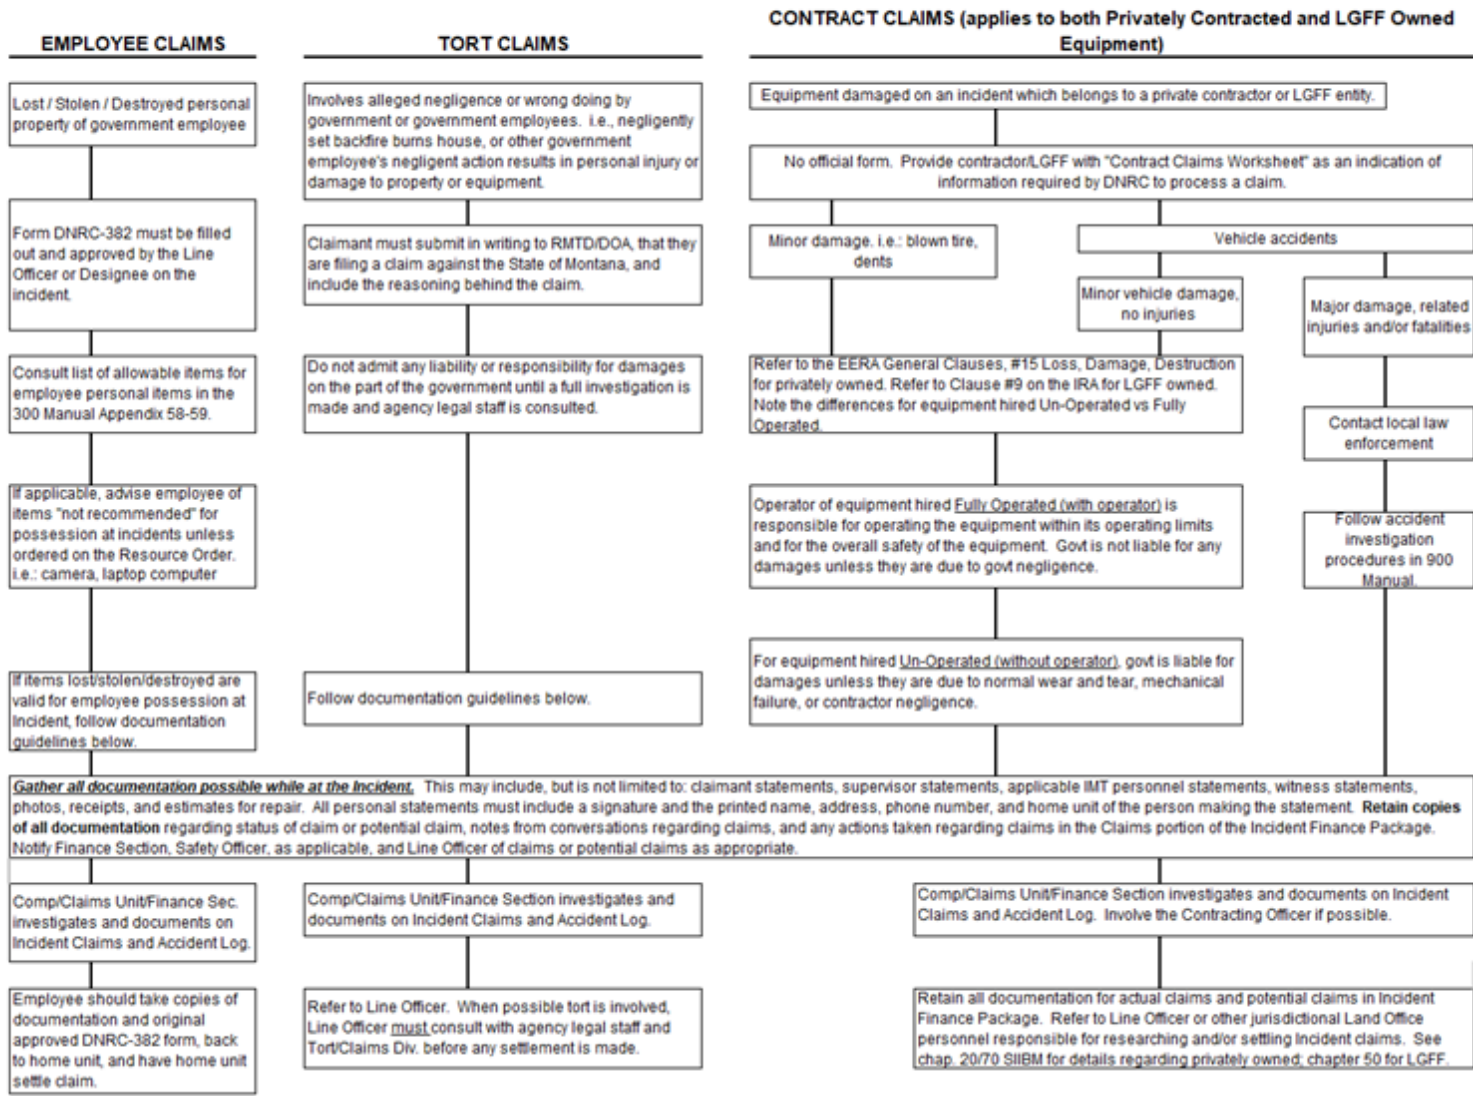 EMPLOYEE CLAIMS
Lost / Stolen / Destroyed personal
property of government employee
Form DNRC-382 must be filled
out and approved by the Line
Officer or Designee on the
incident.
Consult list of allowable items for
employee personal items in the
300 Manual Appendix 58-59.
If applicable, advise employee of
items "not recommended" for
possession at incidents unless
ordered on the Resource Order.
i.e.: camera, laptop computer
If items lost/stolen/destroyed are
valid for employee possession at
Incident, follow documentation
guidelines below.
TORT CLAIMS
Involves alleged negligence or wrong doing by
government or government employees.  i.e., negligently
set backfire burns house, or other government
employee's negligent action results in personal injury or
damage to property or equipment.
Claimant must submit in writing to RMTD/DOA, that they
are filing a claim against the State of Montana, and
include the reasoning behind the claim.
Do not admit any liability or responsibility for damages
on the part of the government until a full investigation is
made and agency legal staff is consulted.
Follow documentation guidelines below.
CONTRACT CLAIMS (applies to both Privately Contracted and LGFF Owned
Equipment)
Equipment damaged on an incident which belongs to a private contractor or LGFF entity.
No official form.  Provide contractor/LGFF with "Contract Claims Worksheet" as an indication of
information required by DNRC to process a claim.
Minor damage. i.e.: blown tire,
dents
Vehicle accidents
Minor vehicle damage,
no injuries
Major damage, related
injuries and/or fatalities
Refer to the EERA General Clauses, #15 Loss, Damage, Destruction
for privately owned. Refer to Clause #9 on the IRA for LGFF owned.
Note the differences for equipment hired Un-Operated vs Fully
Operated.
Contact local law
enforcement
Operator of equipment hired Fully Operated (with operator) is
responsible for operating the equipment within its operating limits
and for the overall safety of the equipment.  Govt is not liable for any
damages unless they are due to govt negligence.
Follow accident
investigation
procedures in 900
Manual.
For equipment hired Un-Operated (without operator), govt is liable for
damages unless they are due to normal wear and tear, mechanical
failure, or contractor negligence.
Gather all documentation possible while at the Incident.  This may include, but is not limited to: claimant statements, supervisor statements, applicable IMT personnel statements, witness statements,
photos, receipts, and estimates for repair.  All personal statements must include a signature and the printed name, address, phone number, and home unit of the person making the statement.  Retain copies
of all documentation regarding status of claim or potential claim, notes from conversations regarding claims, and any actions taken regarding claims in the Claims portion of the Incident Finance Package.
Notify Finance Section, Safety Officer, as applicable, and Line Officer of claims or potential claims as appropriate.
Comp/Claims Unit/Finance Sec.
investigates and documents on
Incident Claims and Accident Log.
Employee should take copies of
documentation and original
approved DNRC-382 form, back
to home unit, and have home unit
settle claim.
Comp/Claims Unit/Finance Section investigates and
documents on Incident Claims and Accident Log.
Refer to Line Officer.  When possible tort is involved,
Line Officer must consult with agency legal staff and
Tort/Claims Div. before any settlement is made.
Comp/Claims Unit/Finance Section investigates and documents on Incident
Claims and Accident Log.  Involve the Contracting Officer if possible.
Retain all documentation for actual claims and potential claims in Incident
Finance Package.  Refer to Line Officer or other jurisdictional Land Office
personnel responsible for researching and/or settling Incident claims.  See
chap. 20/70 SIIBM for details regarding privately owned; chapter 50 for LGFF.